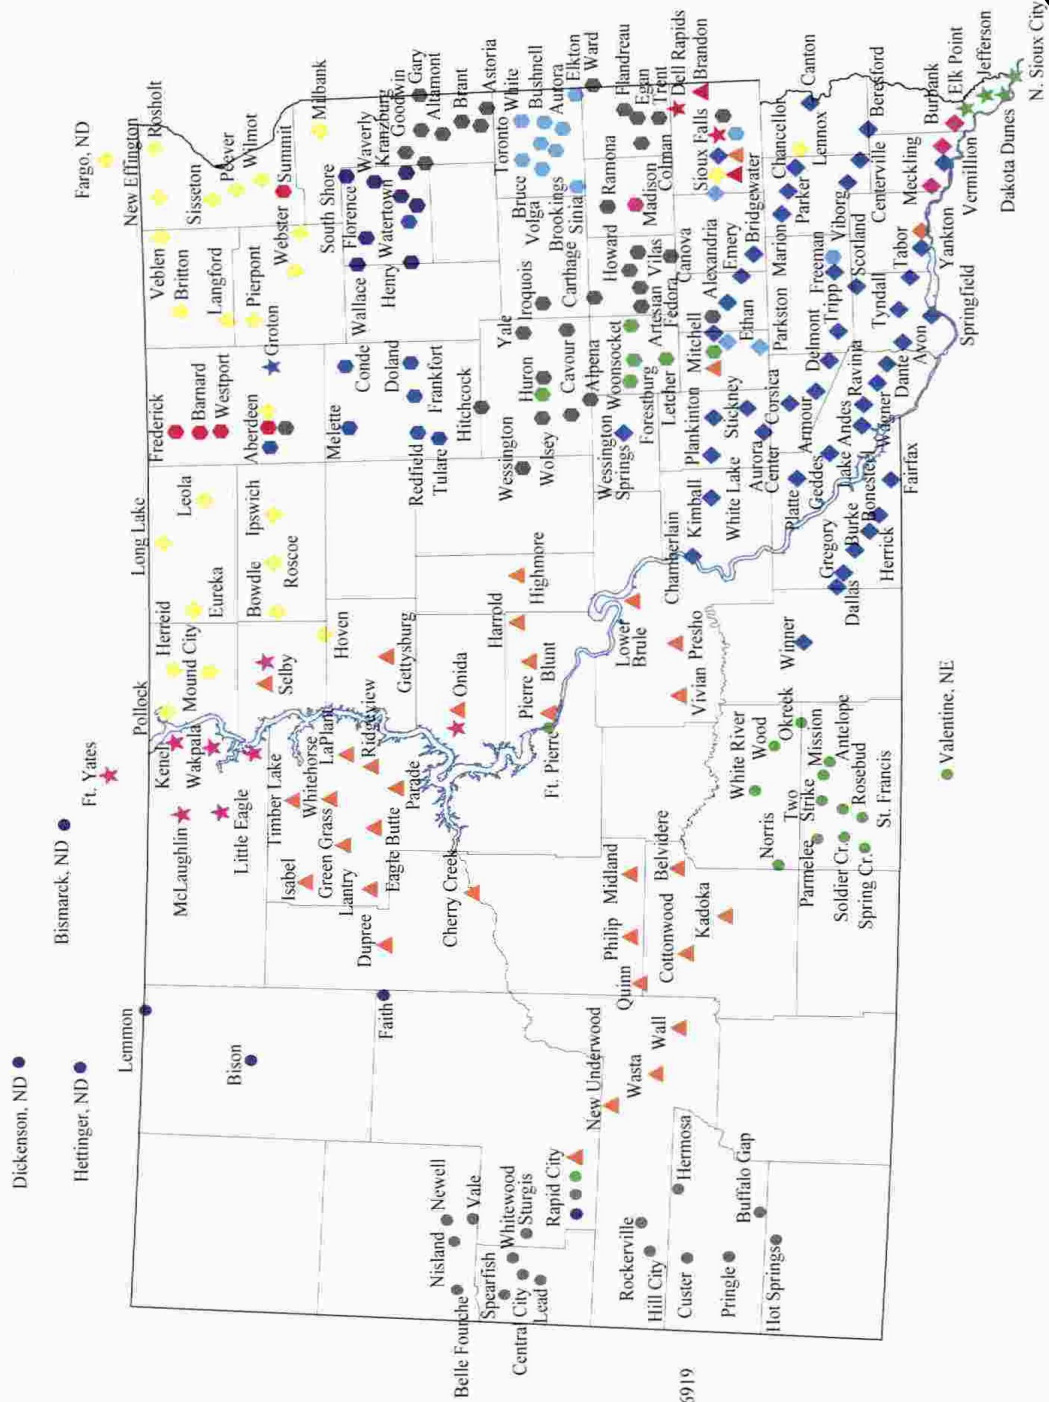 Fargo, ND
New Effington
Rosholt
Sisseton
Peever
Wilmot
Summit
Milbank
Veblen
Britton
Langford
Pierpont
Webster
South Shore
Groton
Frederick
Barnard
Westport
Aberdeen
Long Lake
Leola
Ipswich
Roscoe
Bowdle
Eureka
Herreid
Mound City
Pollock
Selby
Hoven
Gettysburg
Ft. Yates
Kenel
Wakpala
McLaughlin
Little Eagle
Timber Lake
Whitehorse
LaPlant
Ridgeview
Parade
Isabel
Green Grass
Lantry
Eagle Butte
Dupree
Cherry Creek
Bismarck, ND
Dickenson, ND
Hettinger, ND
Lemmon
Bison
Faith
Florence
Waverly
Kranzburg
Goodwin
Gary
Altamont
Brant
Astoria
Watertown
Wallace
Henry
Conde
Doland
Frankfort
Melette
Redfield
Tulare
Hitchcock
Toronto
White
Bushnell
Aurora
Elkton
Ward
Bruce
Volga
Brookings
Sinia
Flandreau
Egan
Trent
Dell Rapids
Brandon
Colman
Madison
Ramona
Howard
Vilas
Canova
Carthage
Iroquois
Yale
Huron
Cavour
Alpena
Wessington
Wolsey
Wessington
Springs
Woonsocket
Forestburg
Artesian
Fedora
Letcher
Mitchell
Alexandria
Emery
Ethan
Bridgewater
Sioux Falls
Chancellor
Lennox
Canton
Beresford
Parker
Marion
Viborg
Centerville
Freeman
Scotland
Meckling
Burbank
Elk Point
Jefferson
N. Sioux City
Dakota Dunes
Vermillion
Yankton
Tabor
Tyndall
Springfield
Avon
Tripp
Parkston
Delmont
Dante
Ravinia
Wagner
Lake Andes
Armour
Corsica
Stickney
Plankinton
White Lake
Aurora
Center
Kimball
Chamberlain
Platte
Geddes
Fairfax
Bonesteel
Herrick
Burke
Gregory
Dallas
Winner
Highmore
Harrold
Blunt
Pierre
Ft. Pierre
Onida
Lower
Brule
Presho
Vivian
White River
Wood
Okreek
Mission
Antelope
Two
Strike
Rosebud
St. Francis
Norris
Parmelee
Soldier Cr.
Spring Cr.
Valentine, NE
Midland
Belvidere
Philip
Kadoka
Cottonwood
Quinn
Wall
Wasta
New Underwood
Rapid City
Newell
Nisland
Vale
Belle Fourche
Whitewood
Sturgis
Spearfish
Central City
Lead
Rockerville
Hill City
Hermosa
Custer
Pringle
Buffalo Gap
Hot Springs
6919